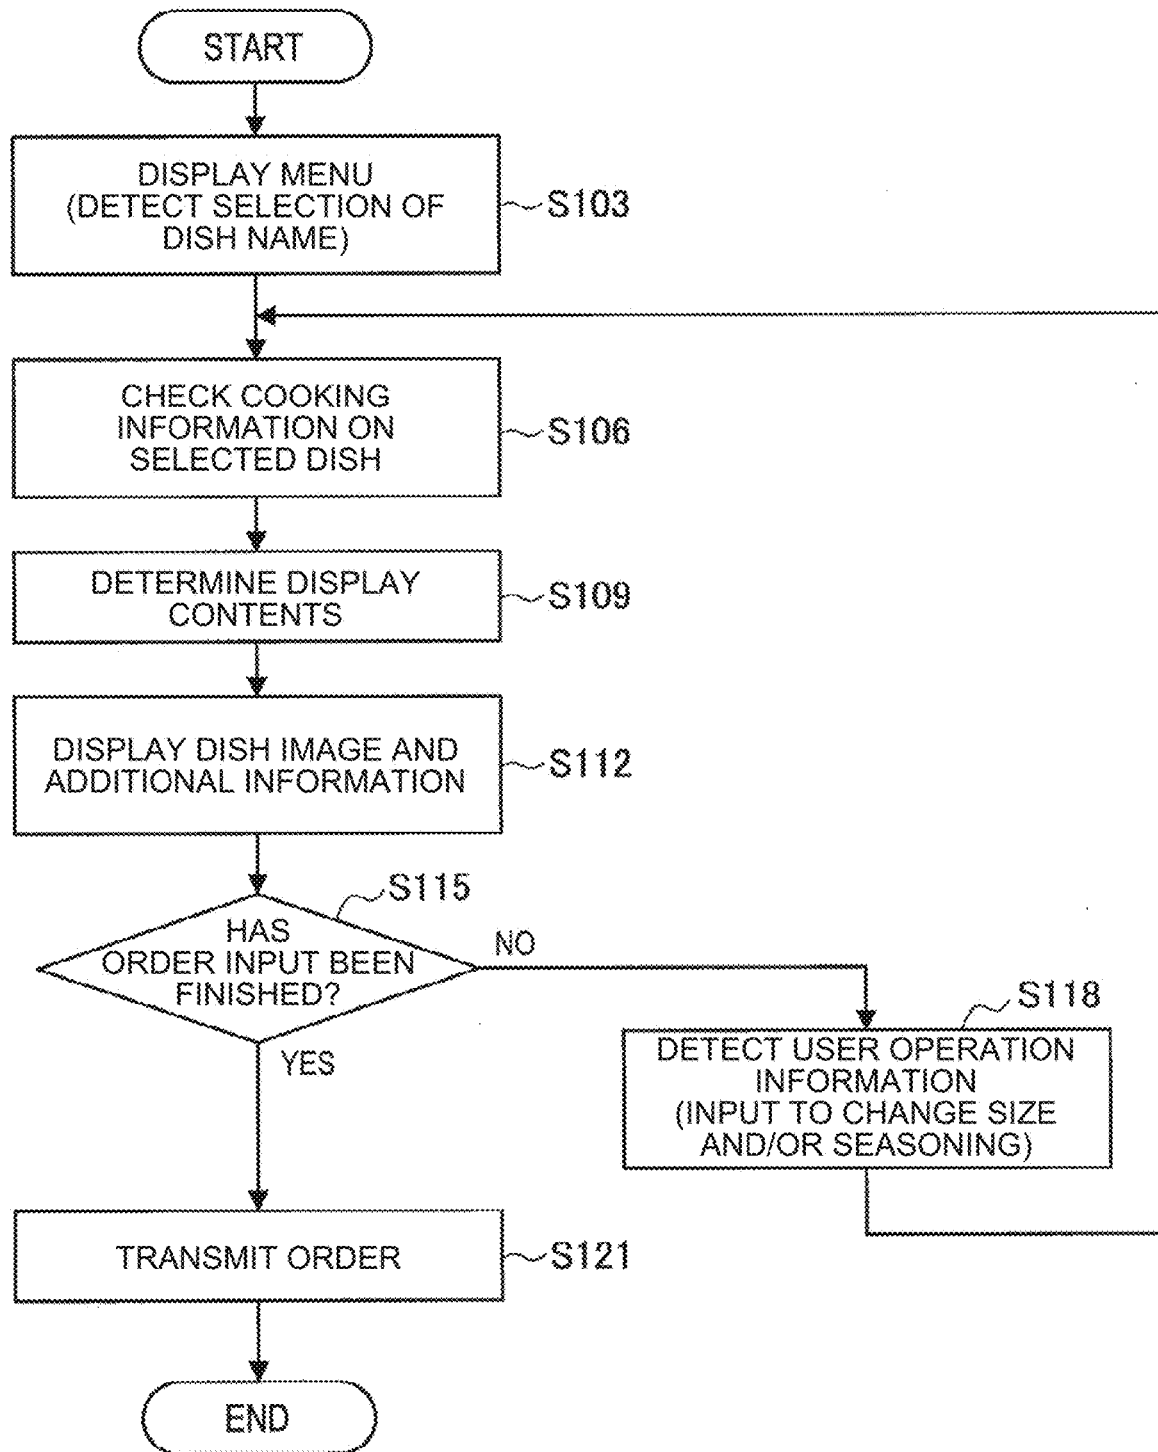 START
DISPLAY MENU
(DETECT SELECTION OF
DISH NAME)
S103
CHECK COOKING
INFORMATION ON
SELECTED DISH
S106
DETERMINE DISPLAY
CONTENTS
S109
DISPLAY DISH IMAGE AND
ADDITIONAL INFORMATION
S112
S115
HAS
ORDER INPUT BEEN
FINISHED?
NO
YES
S118
DETECT USER OPERATION
INFORMATION
(INPUT TO CHANGE SIZE
AND/OR SEASONING)
TRANSMIT ORDER
S121
END